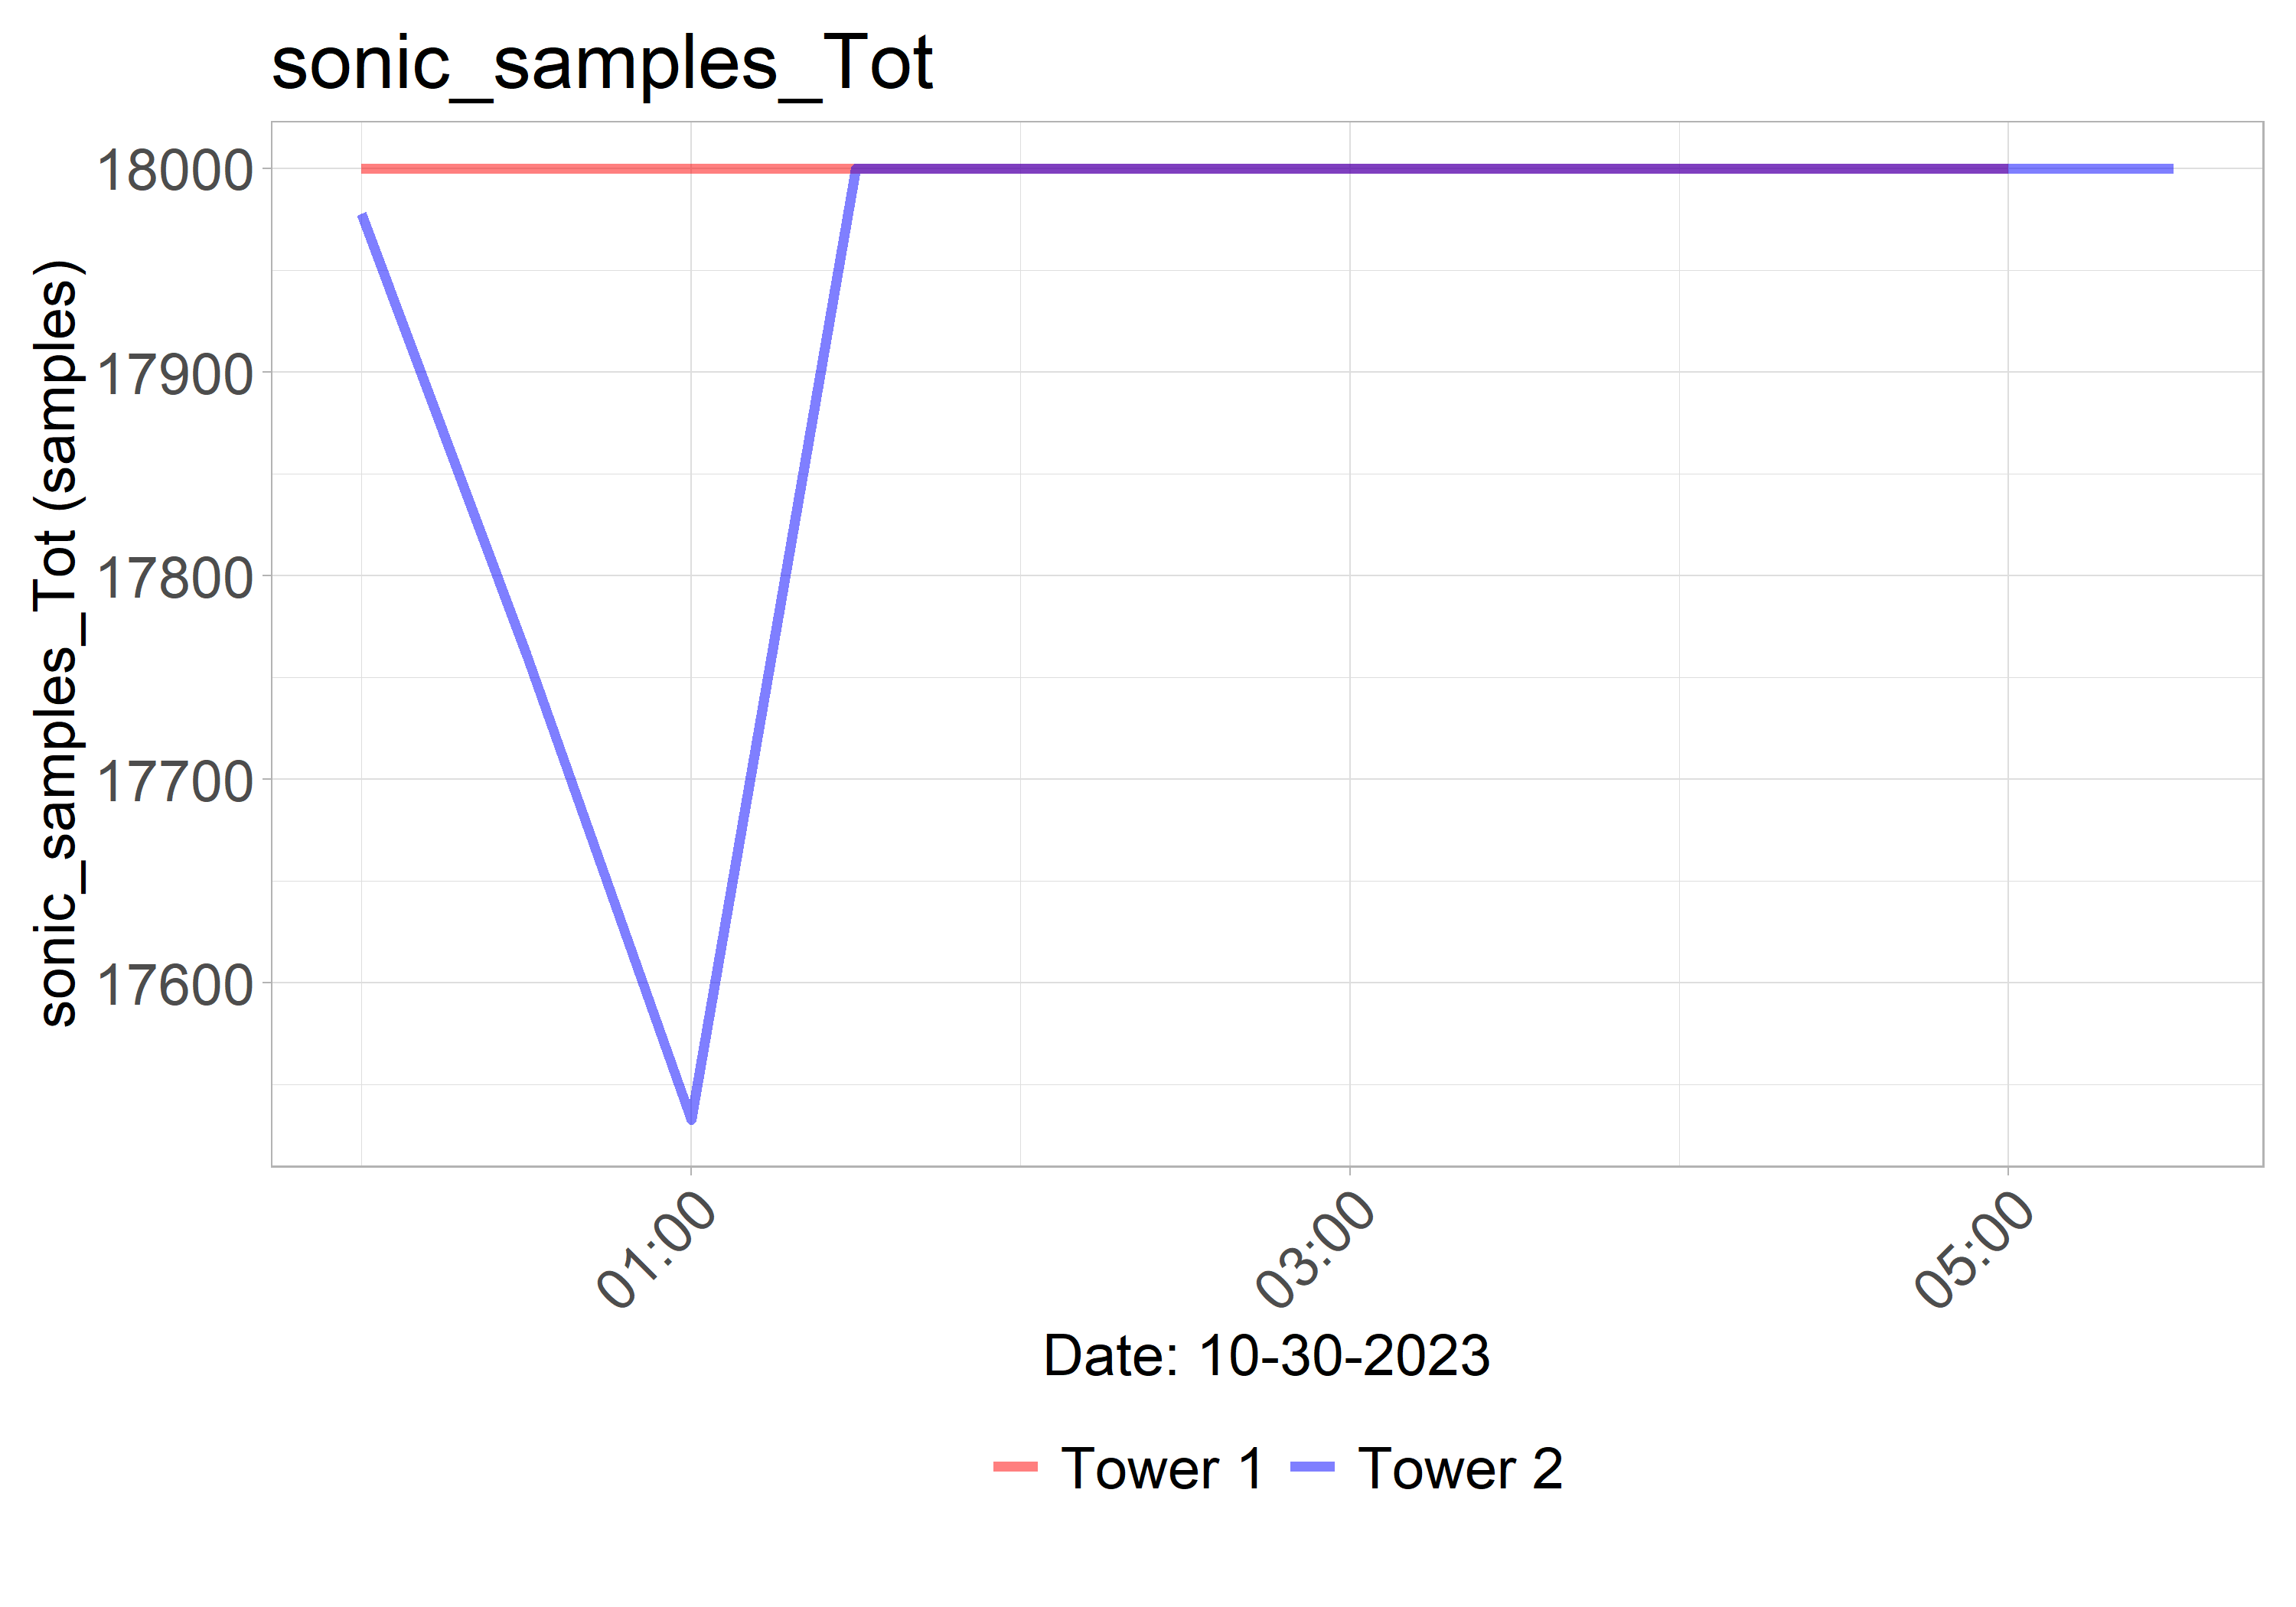 sonic_samples_Tot
sonic_samples_Tot (samples)
18000
17900
17800
17700
17600
01:00
03:00
05:00
Date: 10-30-2023
Tower 1
Tower 2